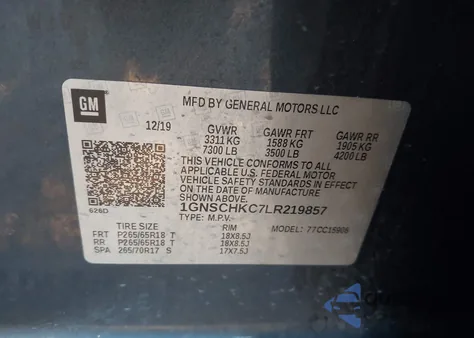 GM
MFD BY GENERAL MOTORS LLC
12/19 GVWR GAWR FRT GAWR RR
3311 KG 1588 KG 1905 KG
7300 LB 3500 LB 4200 LB
THIS VEHICLE CONFORMS TO ALL
APPLICABLE U.S. FEDERAL MOTOR
VEHICLE SAFETY STANDARDS IN EFFECT
ON THE DATE OF MANUFACTURE
SHOWN ABOVE.
626D
1GNSCHKC7LR219857
TYPE: M.P.V. MODEL: 77CC15906
TIRE SIZE RIM
FRT P265/65R18 T 18X8.5J
RR P265/65R18 T 18X8.5J
SPA 265/70R17 S 17X7.5J